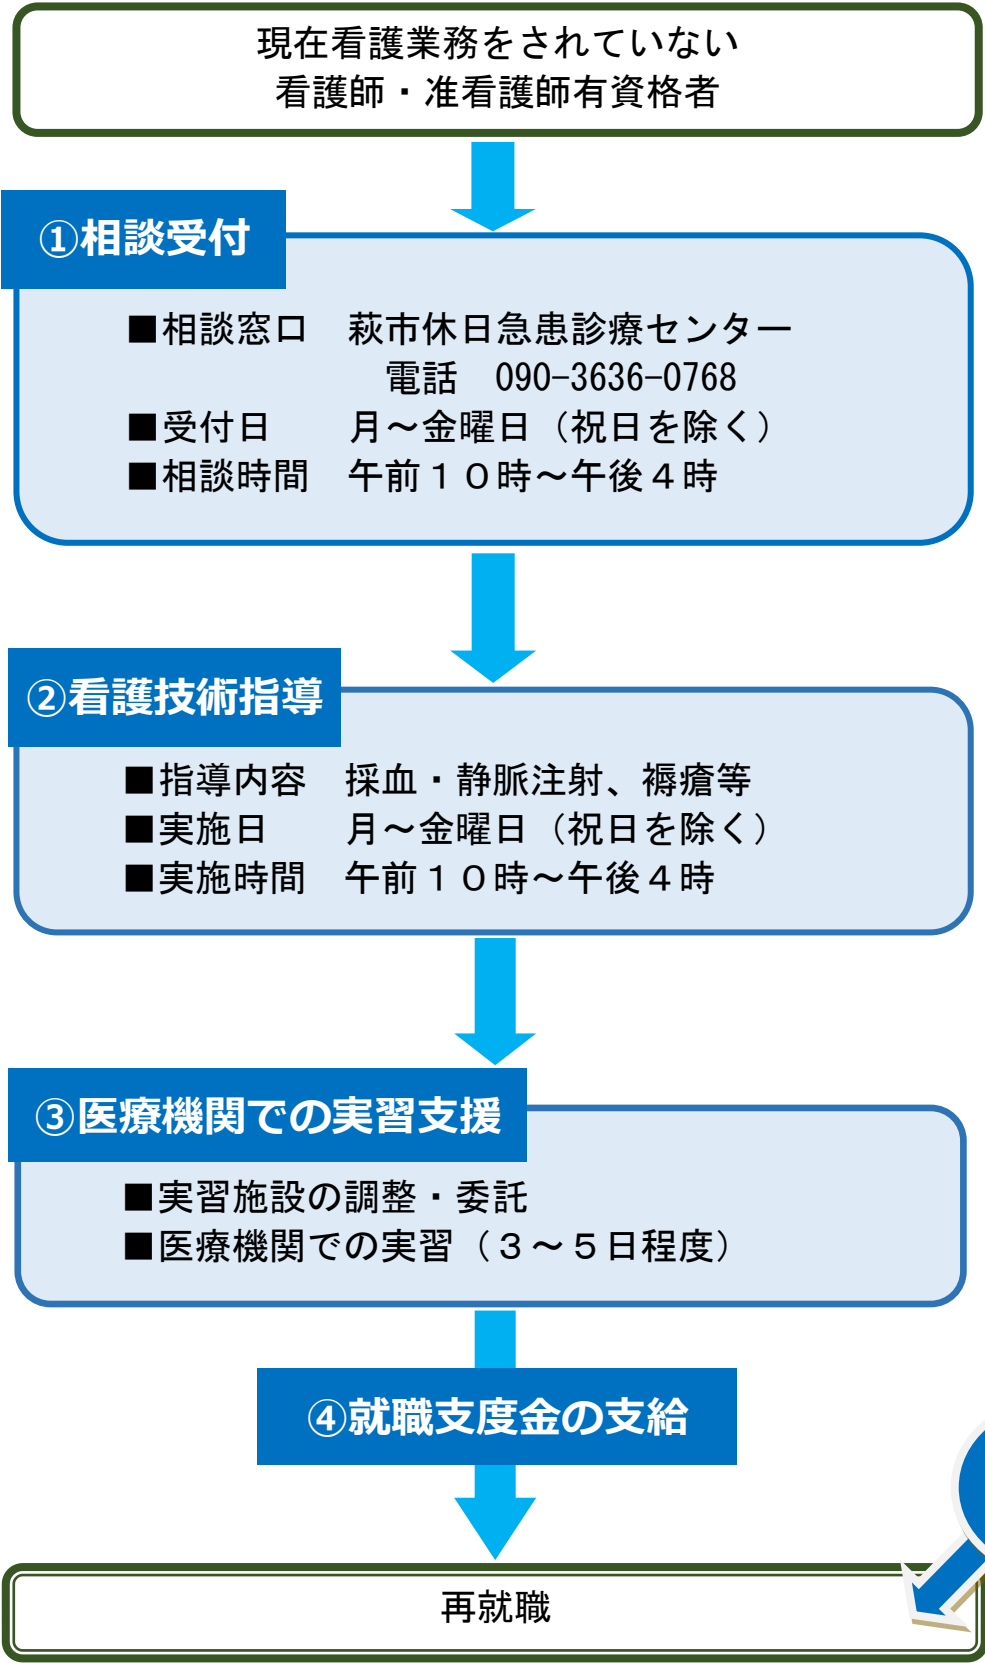 現在看護業務をされていない
看護師・准看護師有資格者
①相談受付
■相談窓口　萩市休日急患診療センター
電話　090-3636-0768
■受付日　　月～金曜日（祝日を除く）
■相談時間　午前１０時～午後４時
②看護技術指導
■指導内容　採血・静脈注射、褥瘡等
■実施日　　月～金曜日（祝日を除く）
■実施時間　午前１０時～午後４時
③医療機関での実習支援
■実習施設の調整・委託
■医療機関での実習（３～５日程度）
④就職支度金の支給
再就職